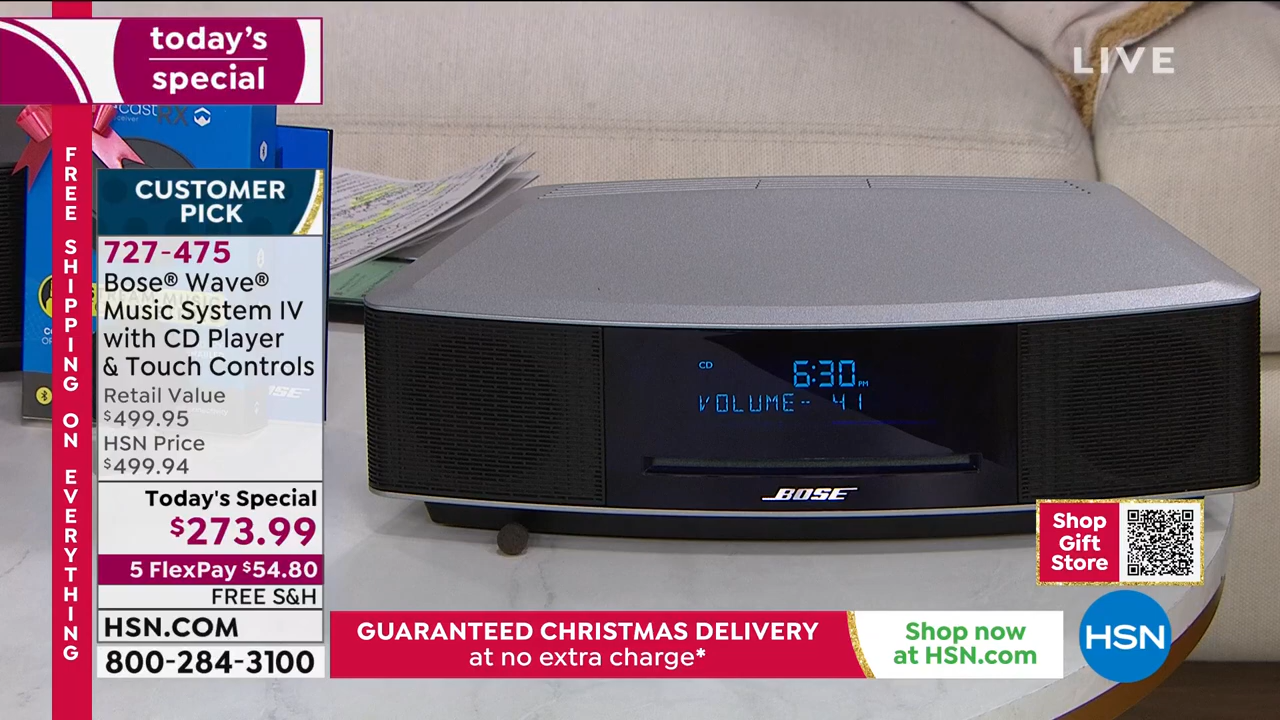 today's
special
LIVE
cast
RX
FREE SHIPPING ON EVERYTHING
CUSTOMER
PICK
727-475
Bose® Wave®
Music System IV
with CD Player
& Touch Controls
Retail Value
$499.95
HSN Price
$499.94
Today's Special
$273.99
5 FlexPay $54.80
FREE S&H
HSN.COM
800-284-3100
CD
6:30 PM
VOLUME- 41
BOSE
Shop
Gift
Store
GUARANTEED CHRISTMAS DELIVERY
at no extra charge*
Shop now
at HSN.com
HSN